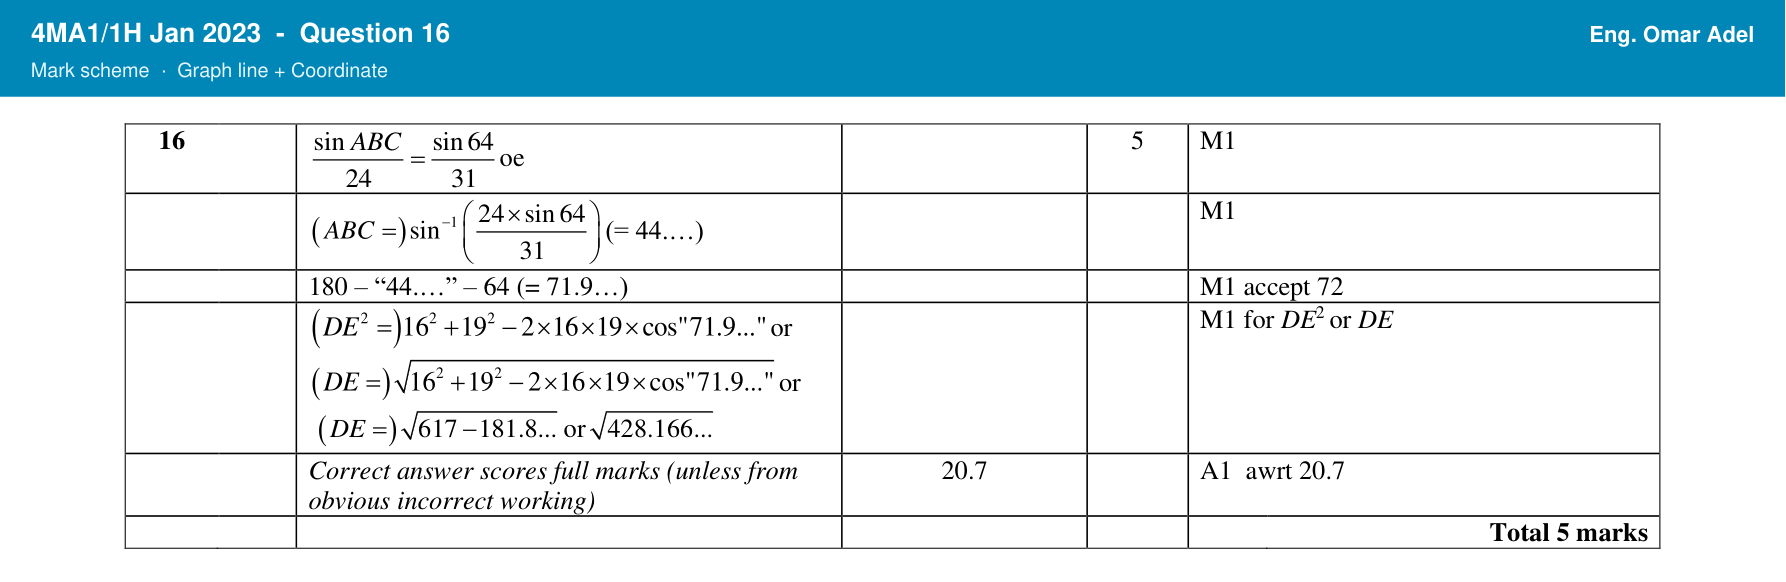 4MA1/1H Jan 2023 - Question 16
Eng. Omar Adel
Mark scheme · Graph line + Coordinate
16 sin ABC / 24 = sin 64 / 31 oe 5 M1
(ABC =) sin⁻¹ (24 × sin 64 / 31) (= 44.…) M1
180 – “44.…” – 64 (= 71.9…) M1 accept 72
(DE² =) 16² + 19² – 2×16×19×cos"71.9..." or M1 for DE² or DE
(DE =) √(16² + 19² – 2×16×19×cos"71.9...") or
(DE =) √(617 – 181.8...) or √(428.166...)
Correct answer scores full marks (unless from 20.7 A1 awrt 20.7
obvious incorrect working)
Total 5 marks